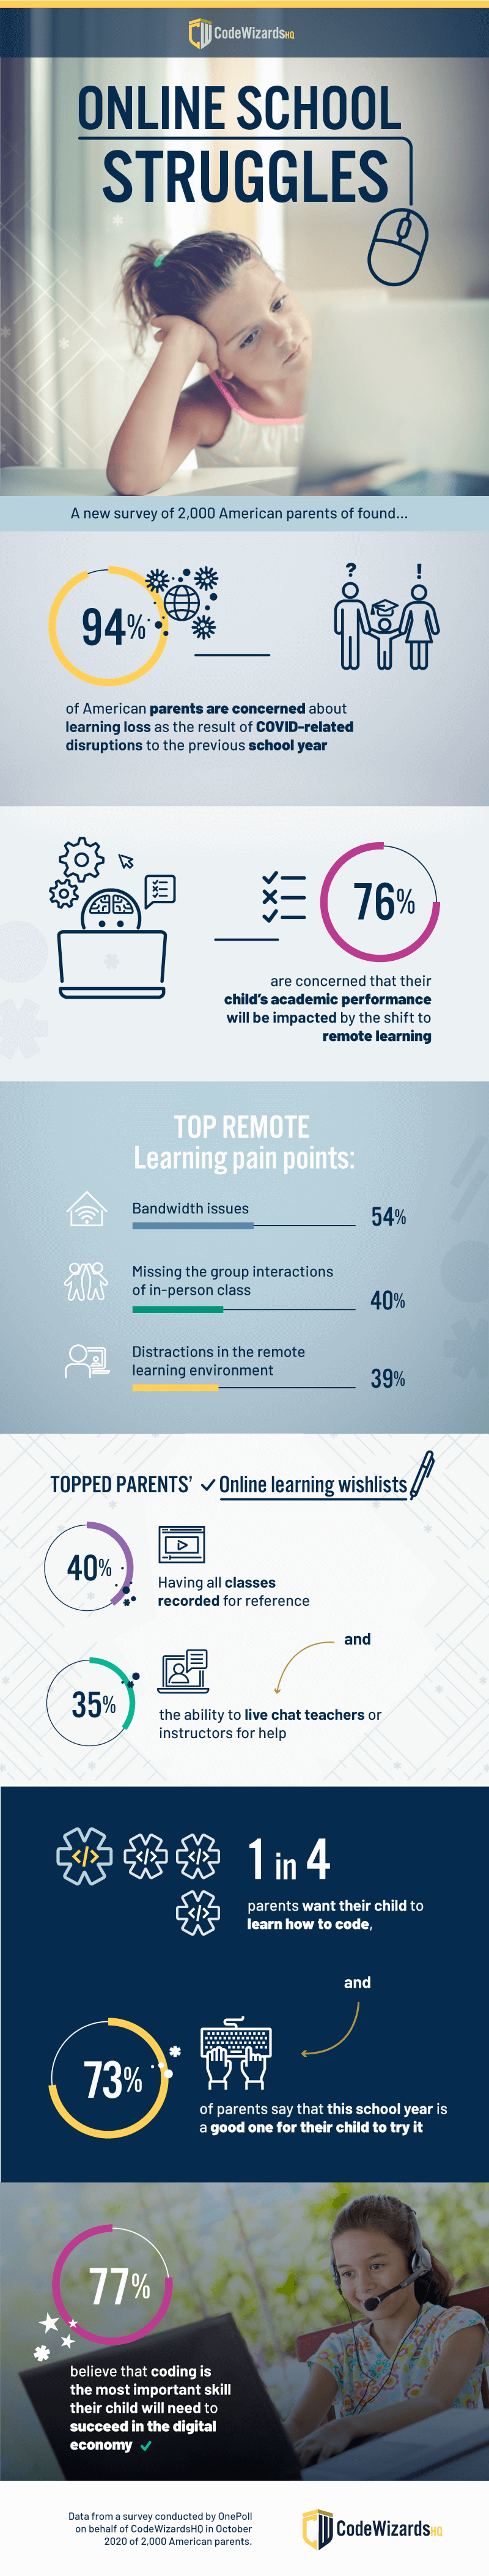 CodeWizardsHQ
ONLINE SCHOOL
STRUGGLES
A new survey of 2,000 American parents of found...
94%
?
!
of American parents are concerned about
learning loss as the result of COVID-related
disruptions to the previous school year
76%
are concerned that their
child's academic performance
will be impacted by the shift to
remote learning
TOP REMOTE
Learning pain points:
Bandwidth issues
54%
Missing the group interactions
of in-person class
40%
Distractions in the remote
learning environment
39%
TOPPED PARENTS' ✓ Online learning wishlists
40%
Having all classes
recorded for reference
and
35%
the ability to live chat teachers or
instructors for help
</> </> </>
</>
1 in 4
parents want their child to
learn how to code,
and
73%
of parents say that this school year is
a good one for their child to try it
77%
believe that coding is
the most important skill
their child will need to
succeed in the digital
economy ✓
Data from a survey conducted by OnePoll
on behalf of CodeWizardsHQ in October
2020 of 2,000 American parents.
CodeWizardsHQ